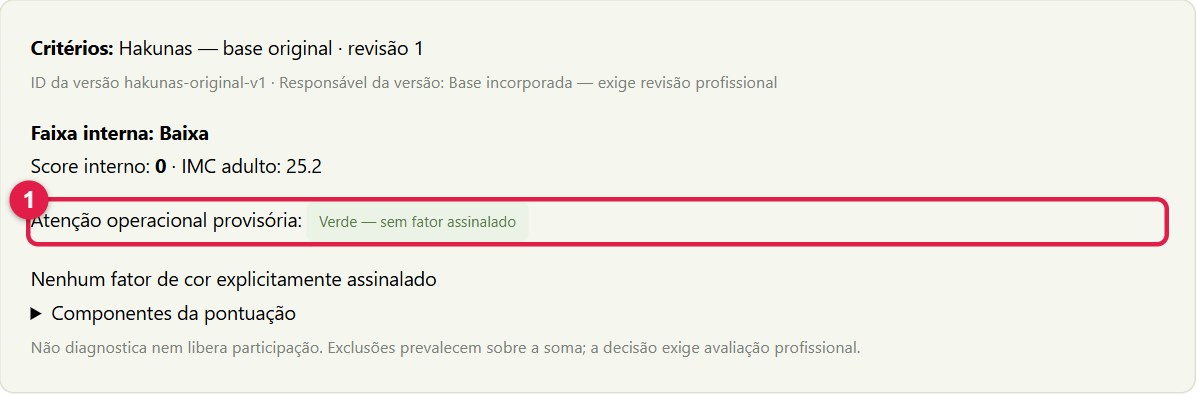 Critérios: Hakunas — base original · revisão 1
ID da versão hakunas-original-v1 · Responsável da versão: Base incorporada — exige revisão profissional
Faixa interna: Baixa
Score interno: 0 · IMC adulto: 25.2
1
Atenção operacional provisória: Verde — sem fator assinalado
Nenhum fator de cor explicitamente assinalado
▶ Componentes da pontuação
Não diagnostica nem libera participação. Exclusões prevalecem sobre a soma; a decisão exige avaliação profissional.